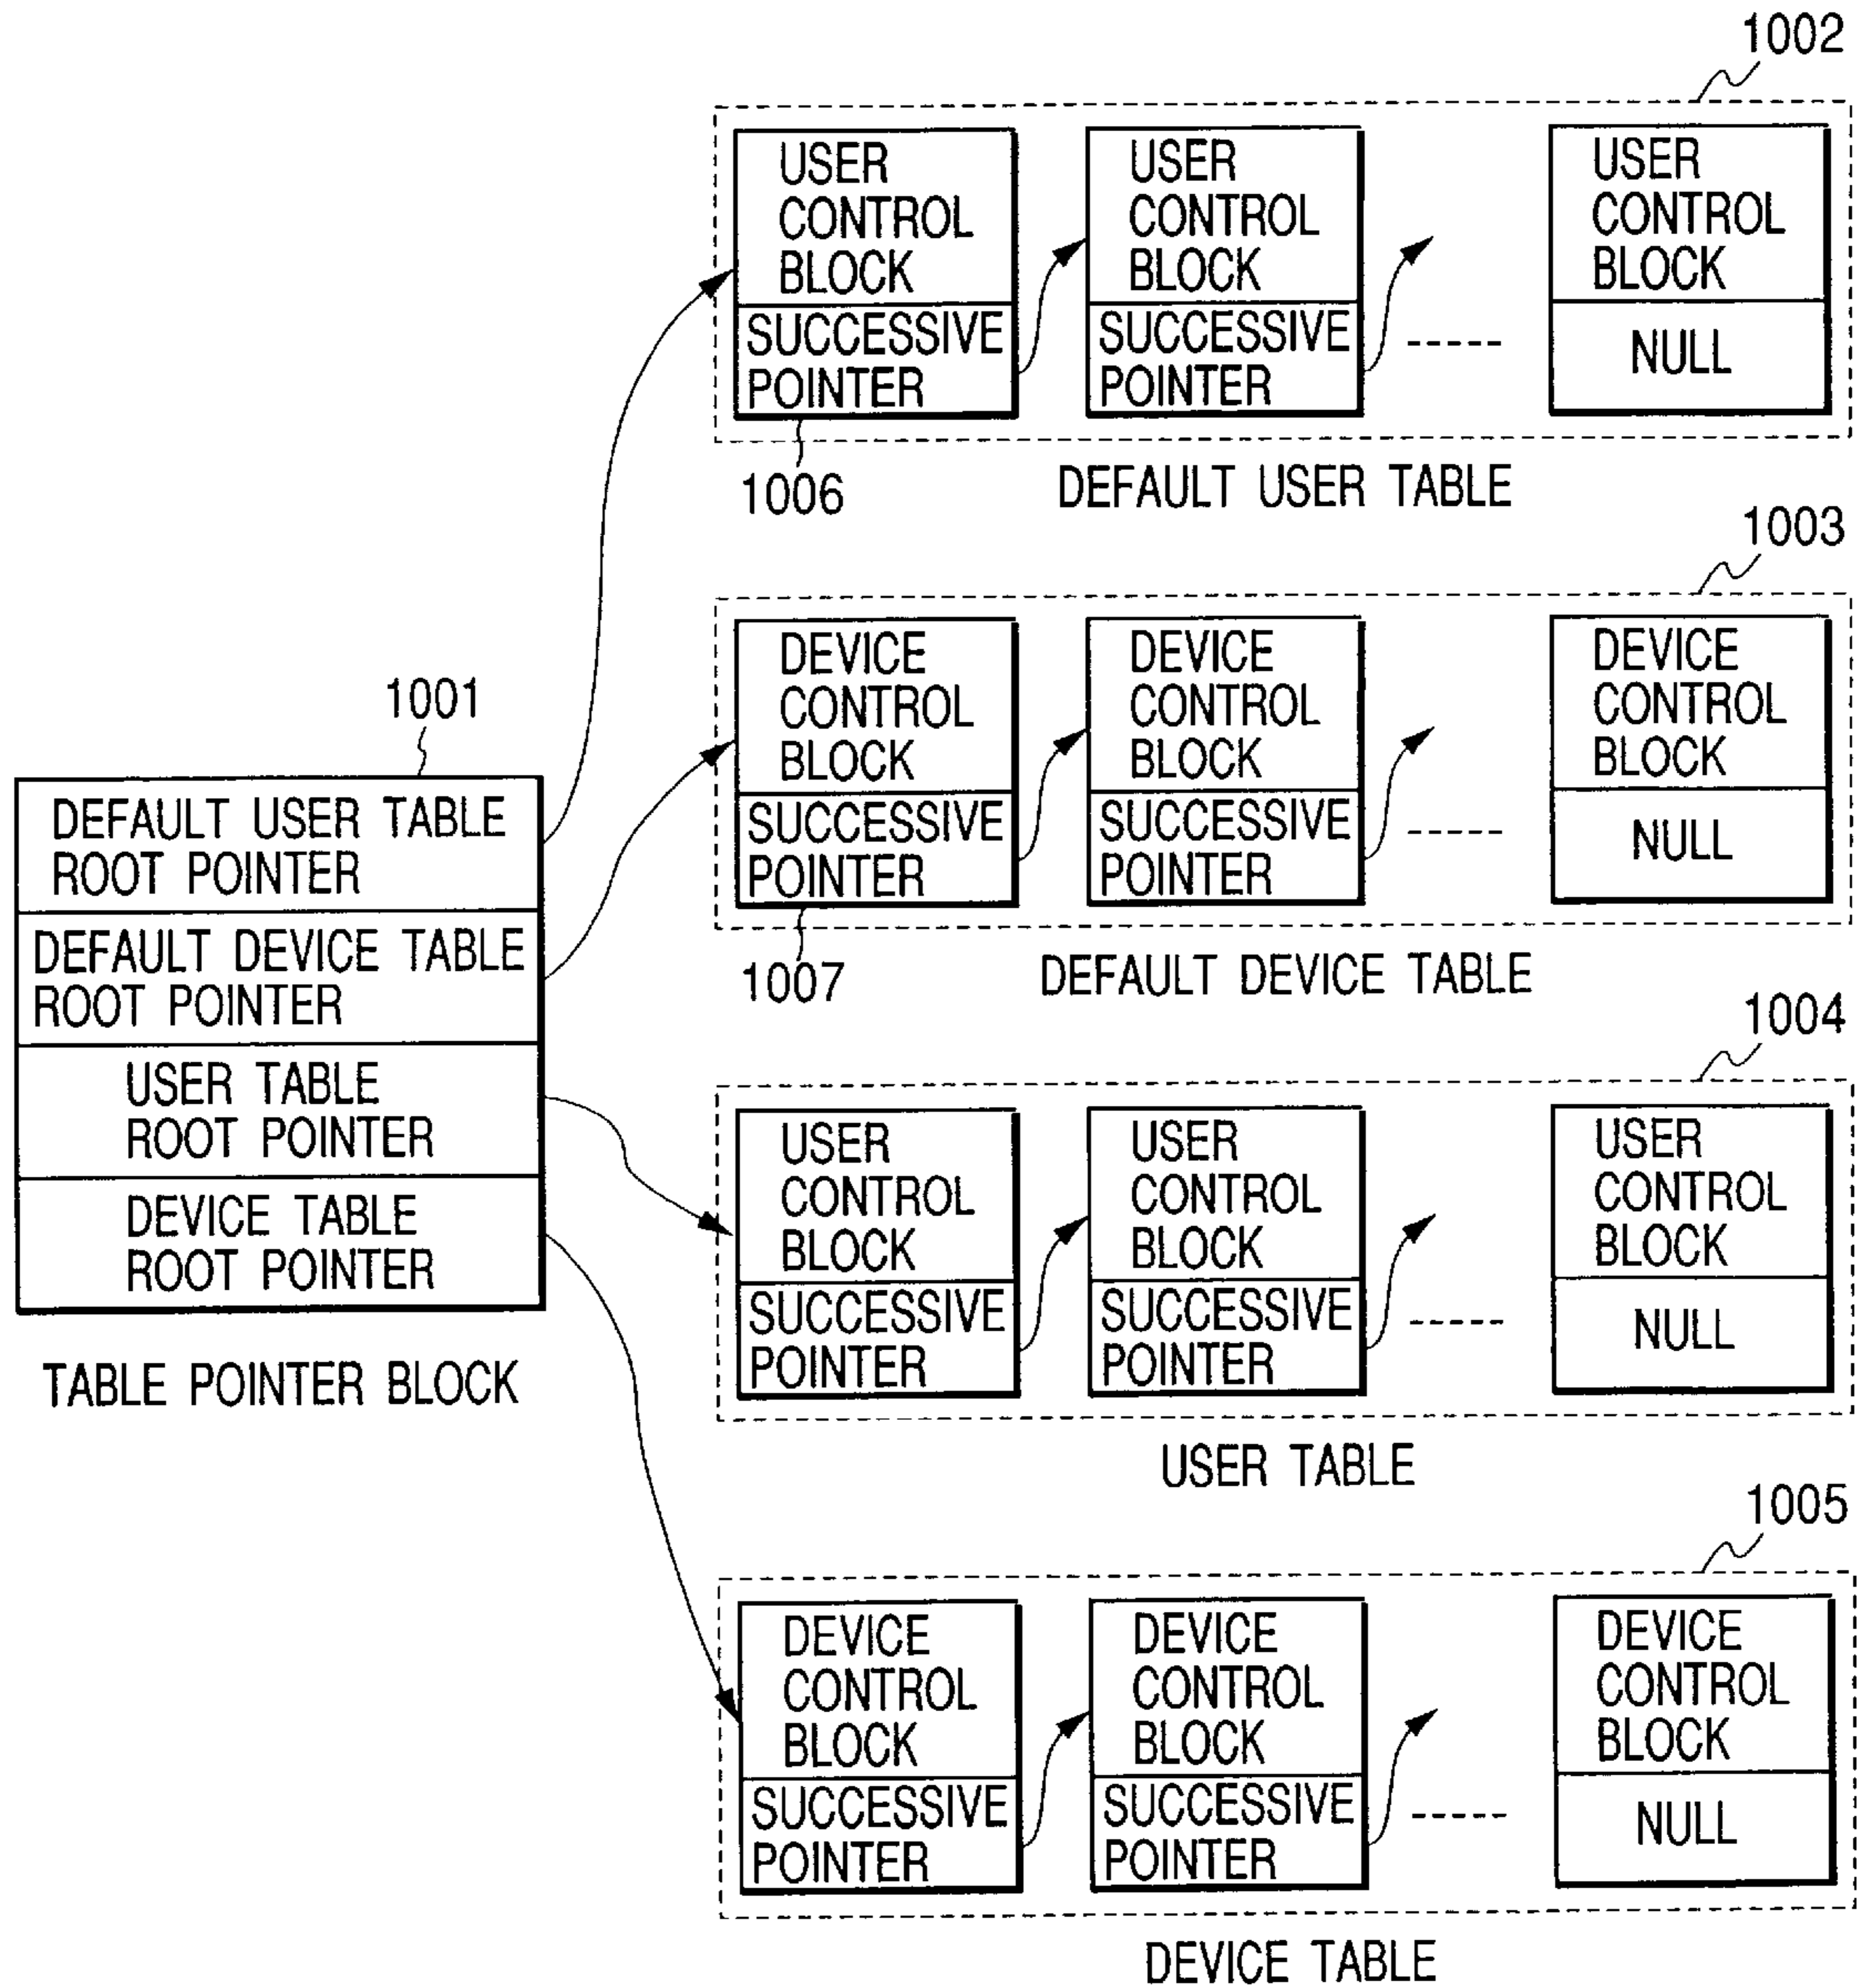 1002
USER
CONTROL
BLOCK
SUCCESSIVE
POINTER
USER
CONTROL
BLOCK
SUCCESSIVE
POINTER
USER
CONTROL
BLOCK
NULL
1006
DEFAULT USER TABLE
1003
DEVICE
CONTROL
BLOCK
SUCCESSIVE
POINTER
DEVICE
CONTROL
BLOCK
SUCCESSIVE
POINTER
DEVICE
CONTROL
BLOCK
NULL
1007
DEFAULT DEVICE TABLE
1001
DEFAULT USER TABLE
ROOT POINTER
DEFAULT DEVICE TABLE
ROOT POINTER
USER TABLE
ROOT POINTER
DEVICE TABLE
ROOT POINTER
TABLE POINTER BLOCK
1004
USER
CONTROL
BLOCK
SUCCESSIVE
POINTER
USER
CONTROL
BLOCK
SUCCESSIVE
POINTER
USER
CONTROL
BLOCK
NULL
USER TABLE
1005
DEVICE
CONTROL
BLOCK
SUCCESSIVE
POINTER
DEVICE
CONTROL
BLOCK
SUCCESSIVE
POINTER
DEVICE
CONTROL
BLOCK
NULL
DEVICE TABLE